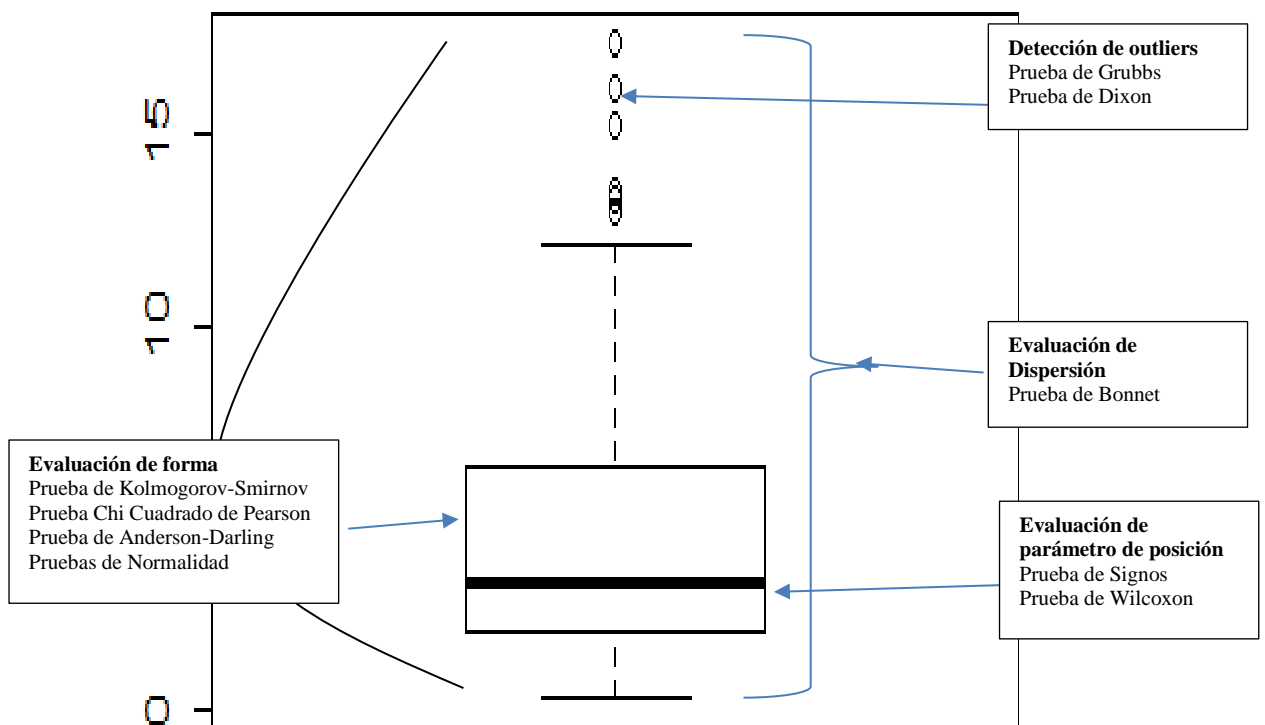 Detección de outliers
Prueba de Grubbs
Prueba de Dixon
15
10
Evaluación de
Dispersión
Prueba de Bonnet
Evaluación de forma
Prueba de Kolmogorov-Smirnov
Prueba Chi Cuadrado de Pearson
Prueba de Anderson-Darling
Pruebas de Normalidad
Evaluación de
parámetro de posición
Prueba de Signos
Prueba de Wilcoxon
0